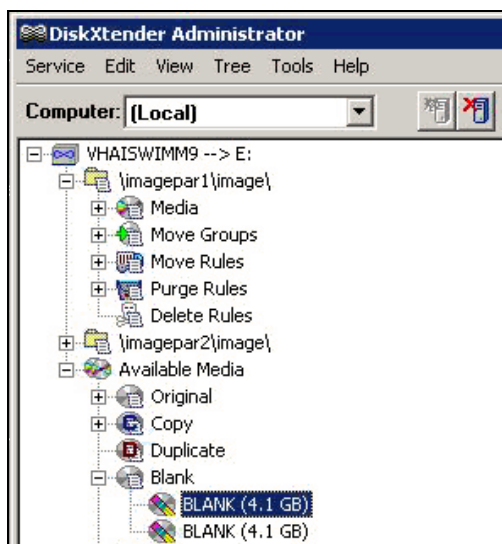 DiskXtender Administrator
Service Edit View Tree Tools Help
Computer: (Local)
VHAISWIMM9 --> E:
\imagepar1\image\
Media
Move Groups
Move Rules
Purge Rules
Delete Rules
\imagepar2\image\
Available Media
Original
Copy
Duplicate
Blank
BLANK (4.1 GB)
BLANK (4.1 GB)